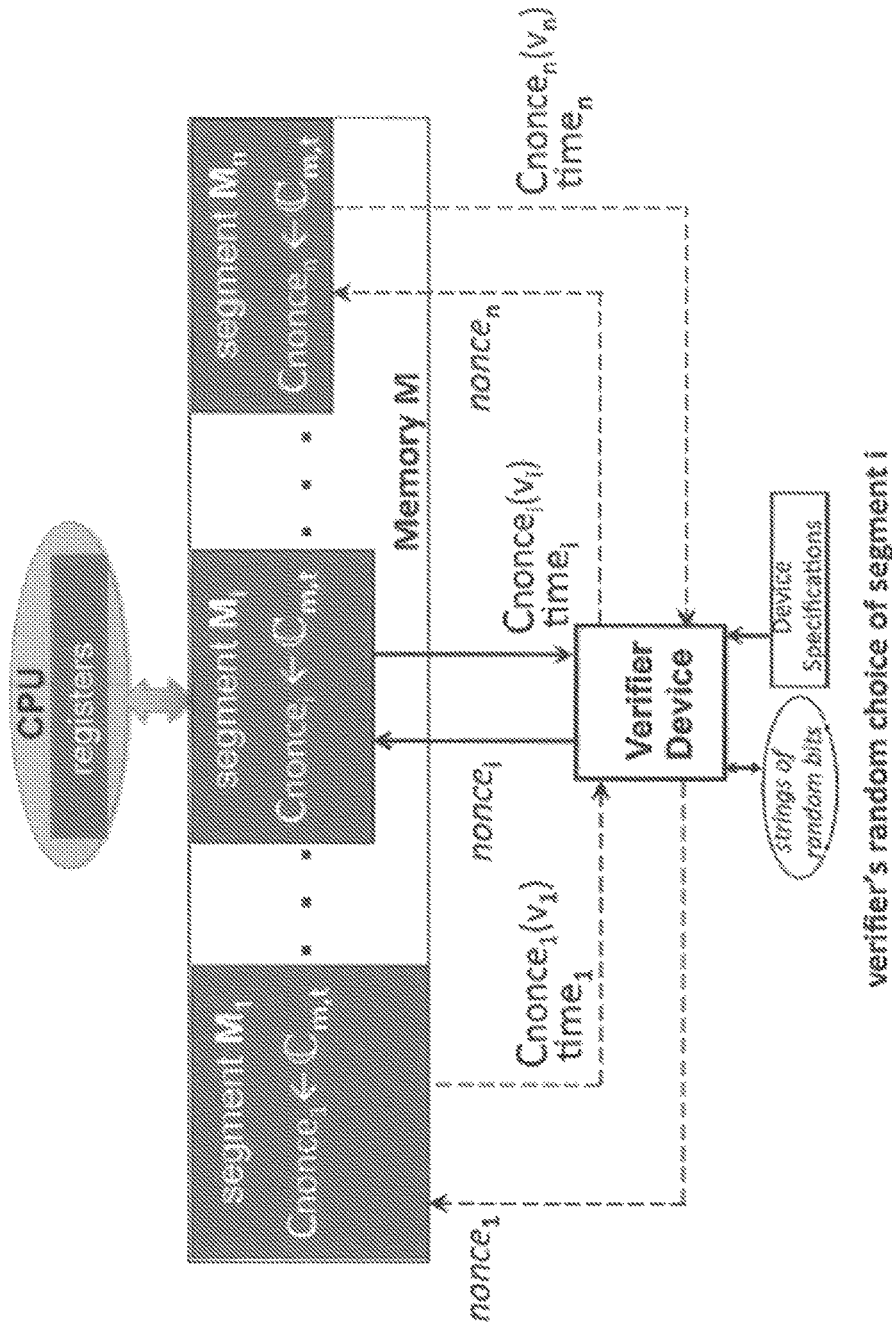 CPU
registers
segment M₁
Cnonce₁ ← Cₘ,ₜ
segment Mᵢ
Cnonceᵢ ← Cₘ,ₜ
segment Mₙ
Cnonceₙ ← Cₘ,ₜ
Memory M
nonce₁
Cnonce₁(v₁)
time₁
nonceᵢ
Cnonceᵢ(vᵢ)
timeᵢ
nonceₙ
Cnonceₙ(vₙ)
timeₙ
Verifier
Device
Strings of
random bits
Device
Specifications
verifier's random choice of segment i